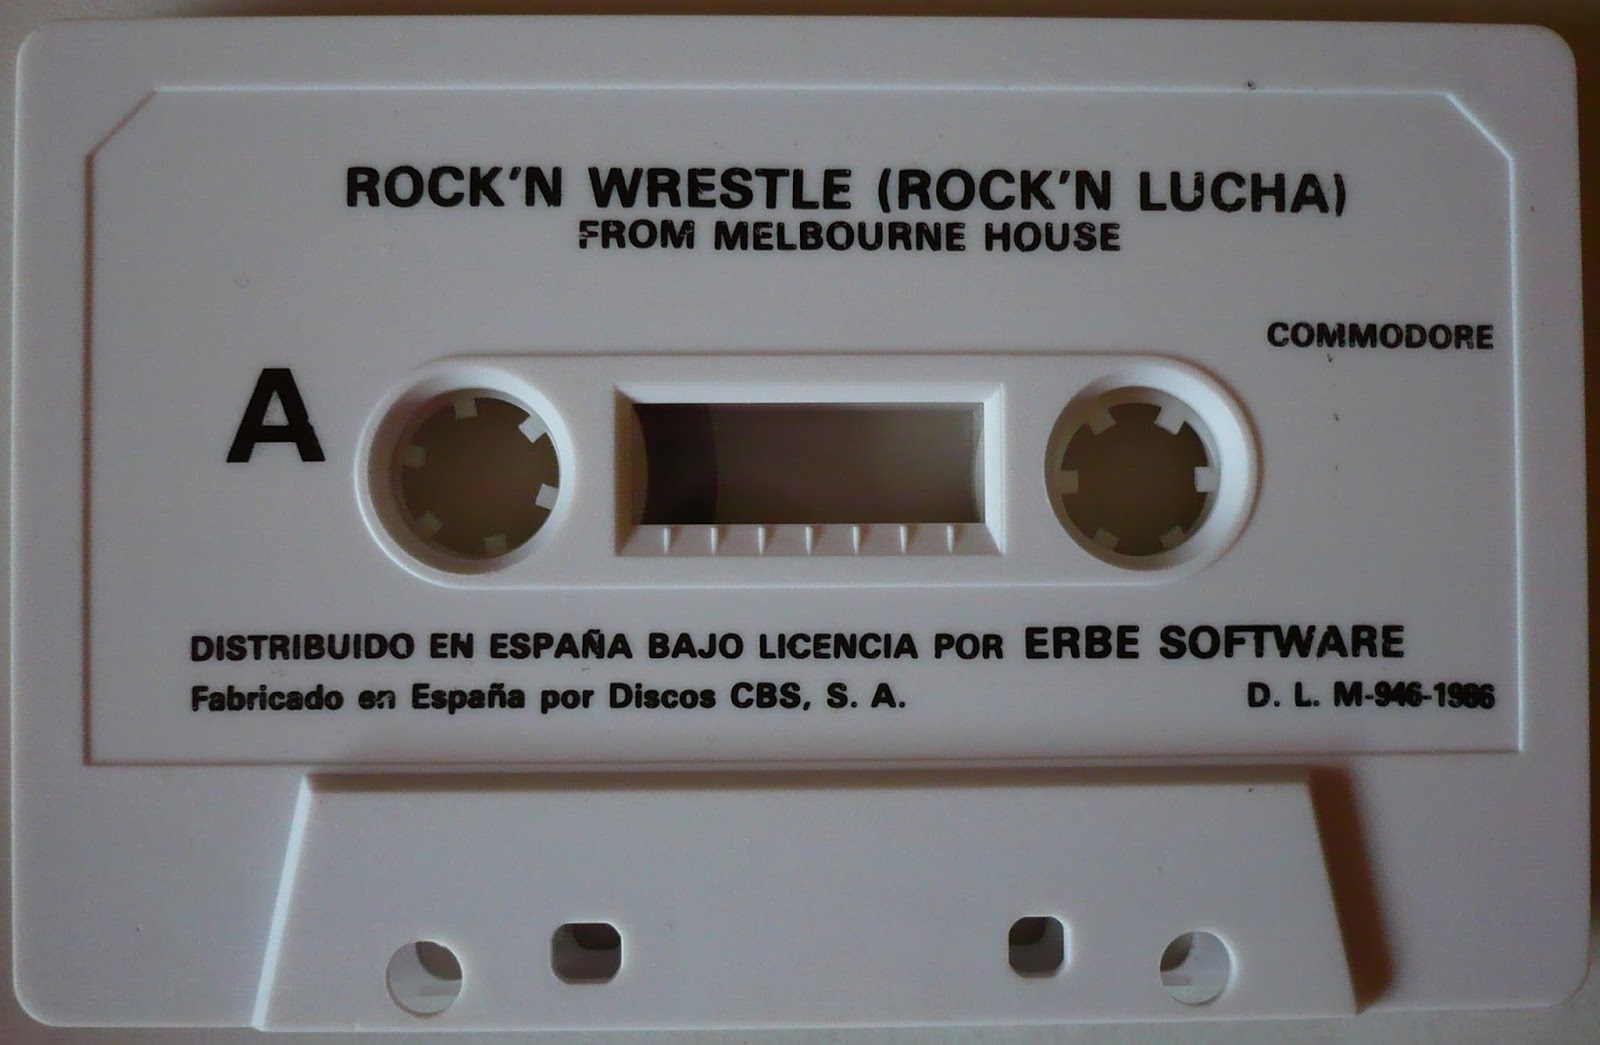 ROCK'N WRESTLE (ROCK'N LUCHA)
FROM MELBOURNE HOUSE
COMMODORE
A
DISTRIBUIDO EN ESPAÑA BAJO LICENCIA POR ERBE SOFTWARE
Fabricado en España por Discos CBS, S. A.
D. L. M-946-1986